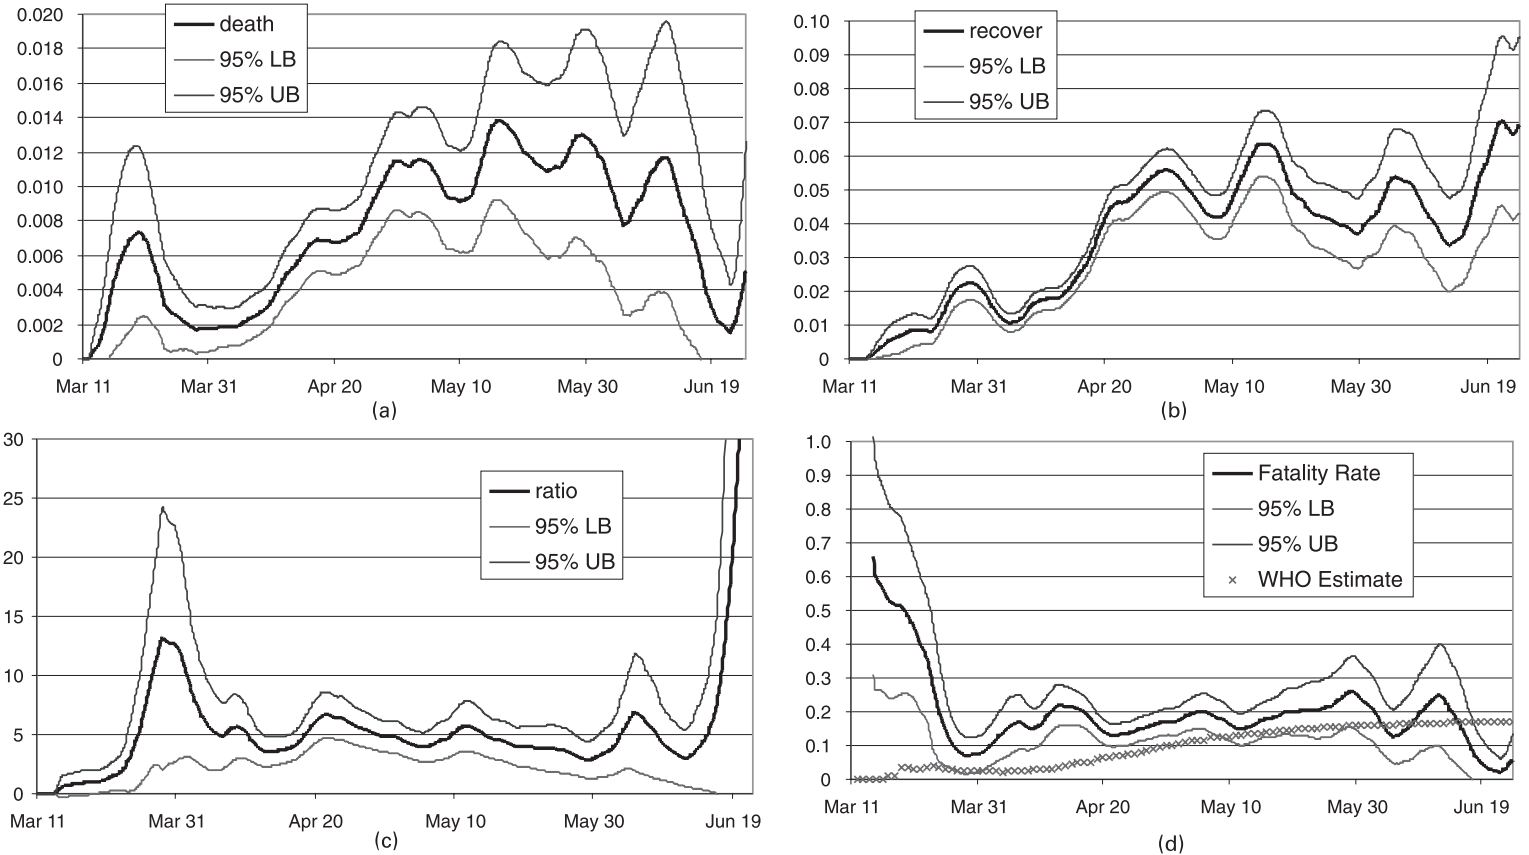 0.020
0.018
0.016
0.014
0.012
0.010
0.008
0.006
0.004
0.002
0
death
95% LB
95% UB
Mar 11 Mar 31 Apr 20 May 10 May 30 Jun 19
(a)
0.10
0.09
0.08
0.07
0.06
0.05
0.04
0.03
0.02
0.01
0
recover
95% LB
95% UB
Mar 11 Mar 31 Apr 20 May 10 May 30 Jun 19
(b)
30
25
20
15
10
5
0
ratio
95% LB
95% UB
Mar 11 Mar 31 Apr 20 May 10 May 30 Jun 19
(c)
1.0
0.9
0.8
0.7
0.6
0.5
0.4
0.3
0.2
0.1
0
Fatality Rate
95% LB
95% UB
WHO Estimate
Mar 11 Mar 31 Apr 20 May 10 May 30 Jun 19
(d)